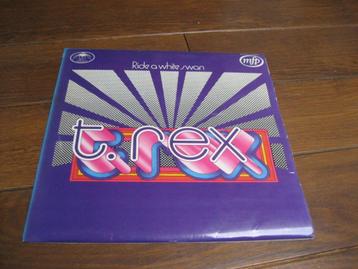 Ride a white swan
mfp
t. rex